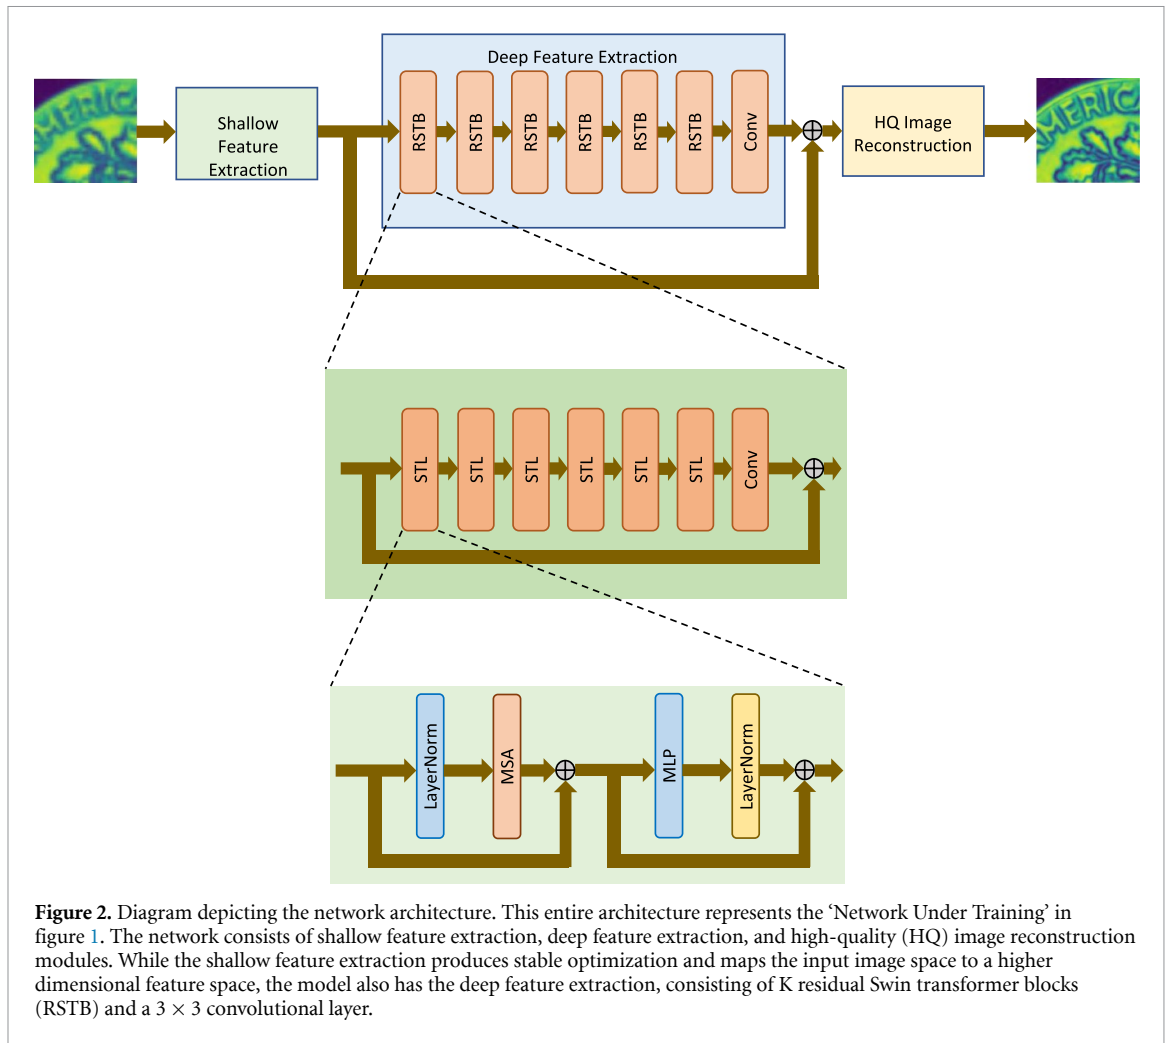 Deep Feature Extraction
OMERICA
Shallow
Feature
Extraction
RSTB
RSTB
RSTB
RSTB
RSTB
RSTB
Conv
HQ Image
Reconstruction
OMERICA
STL
STL
STL
STL
STL
STL
Conv
LayerNorm
MSA
MLP
LayerNorm
Figure 2. Diagram depicting the network architecture. This entire architecture represents the ‘Network Under Training’ in
figure 1. The network consists of shallow feature extraction, deep feature extraction, and high-quality (HQ) image reconstruction
modules. While the shallow feature extraction produces stable optimization and maps the input image space to a higher
dimensional feature space, the model also has the deep feature extraction, consisting of K residual Swin transformer blocks
(RSTB) and a 3 × 3 convolutional layer.